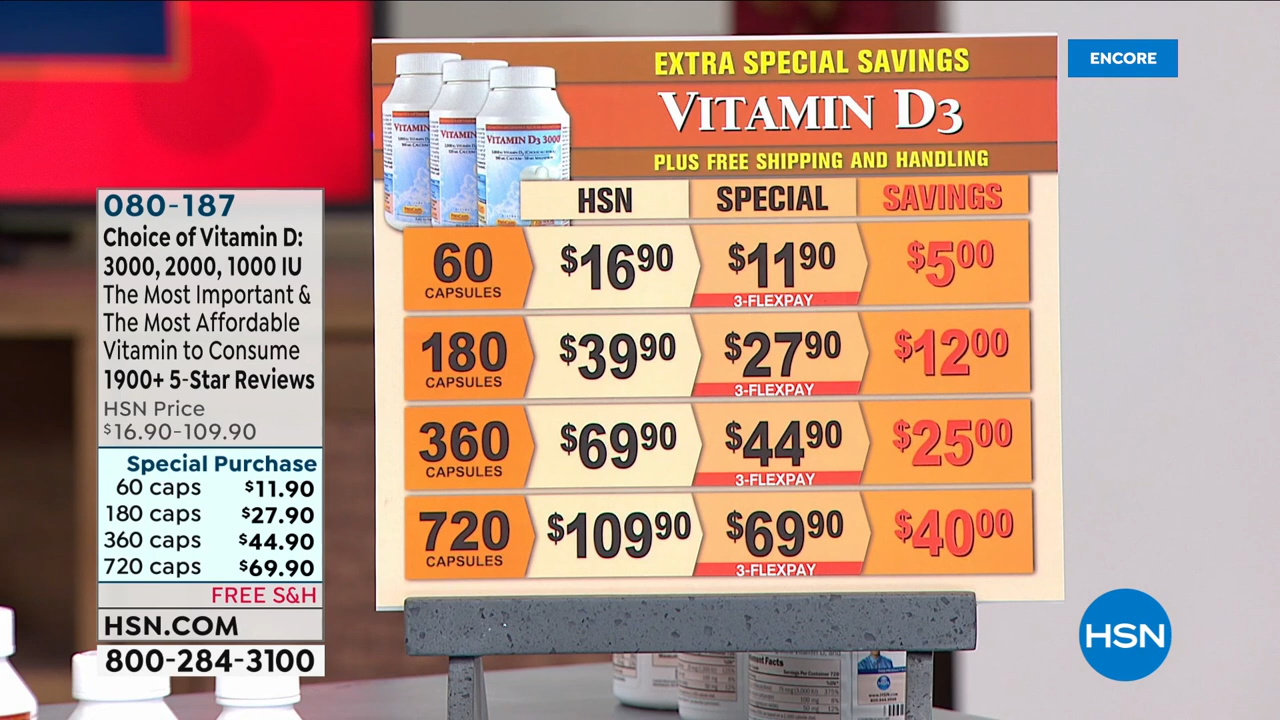 ENCORE
EXTRA SPECIAL SAVINGS
VITAMIN D3
PLUS FREE SHIPPING AND HANDLING
VITAMIN
VITAMIN
VITAMIN D3 3000
HSN SPECIAL SAVINGS
60 CAPSULES $16.90 $11.90 3-FLEXPAY $5.00
180 CAPSULES $39.90 $27.90 3-FLEXPAY $12.00
360 CAPSULES $69.90 $44.90 3-FLEXPAY $25.00
720 CAPSULES $109.90 $69.90 3-FLEXPAY $40.00
080-187
Choice of Vitamin D:
3000, 2000, 1000 IU
The Most Important &
The Most Affordable
Vitamin to Consume
1900+ 5-Star Reviews
HSN Price
$16.90-109.90
Special Purchase
60 caps $11.90
180 caps $27.90
360 caps $44.90
720 caps $69.90
FREE S&H
HSN.COM
800-284-3100
HSN